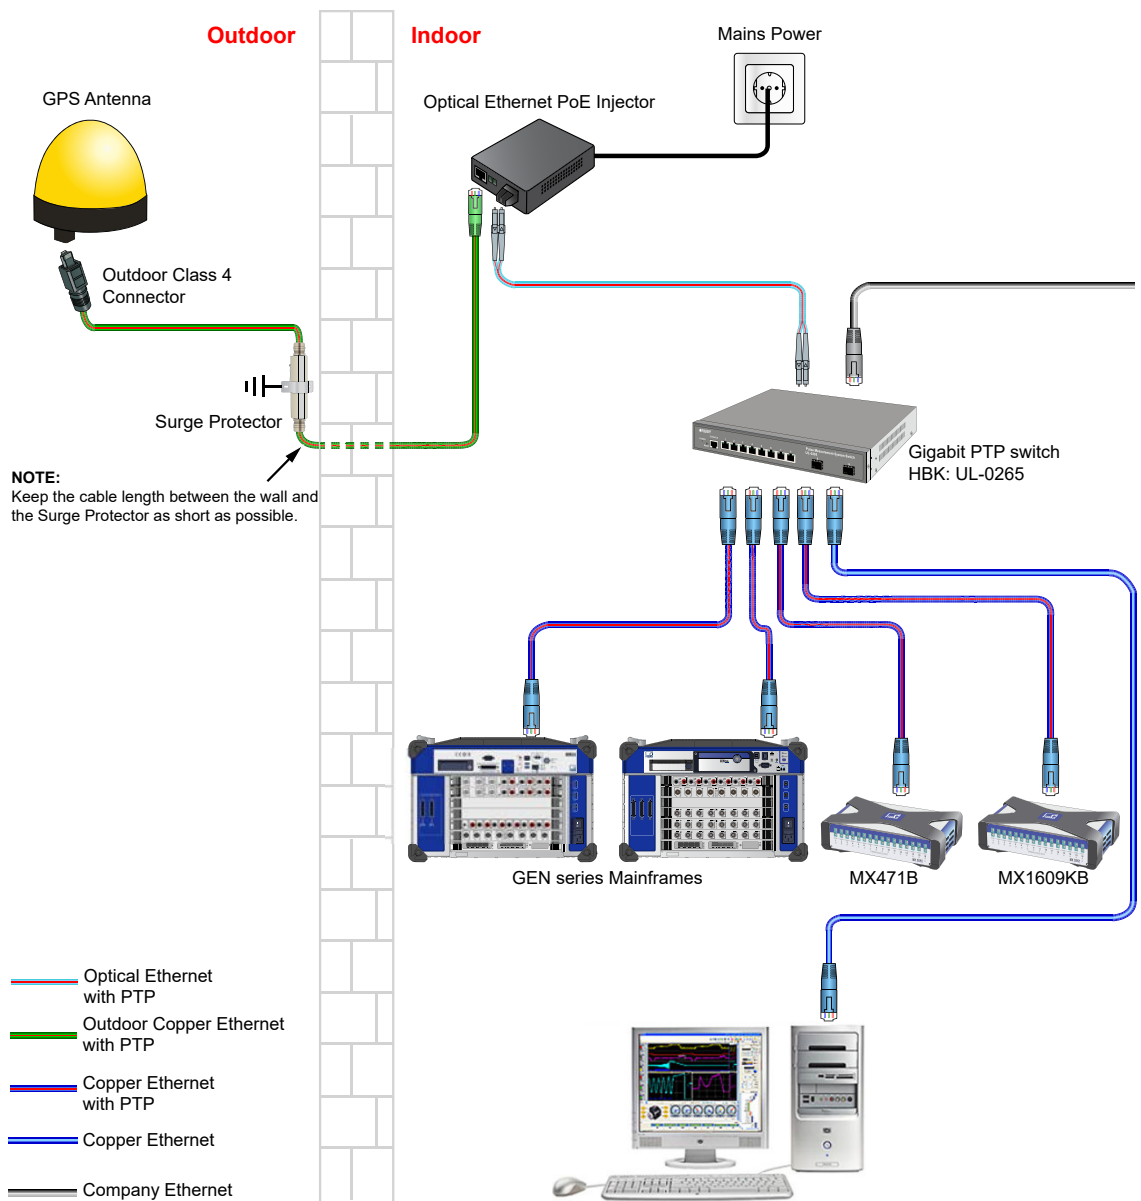 Outdoor
Indoor
Mains Power
GPS Antenna
Optical Ethernet PoE Injector
Outdoor Class 4
Connector
Surge Protector
NOTE:
Keep the cable length between the wall and
the Surge Protector as short as possible.
Gigabit PTP switch
HBK: UL-0265
GEN series Mainframes
MX471B
MX1609KB
Optical Ethernet
with PTP
Outdoor Copper Ethernet
with PTP
Copper Ethernet
with PTP
Copper Ethernet
Company Ethernet